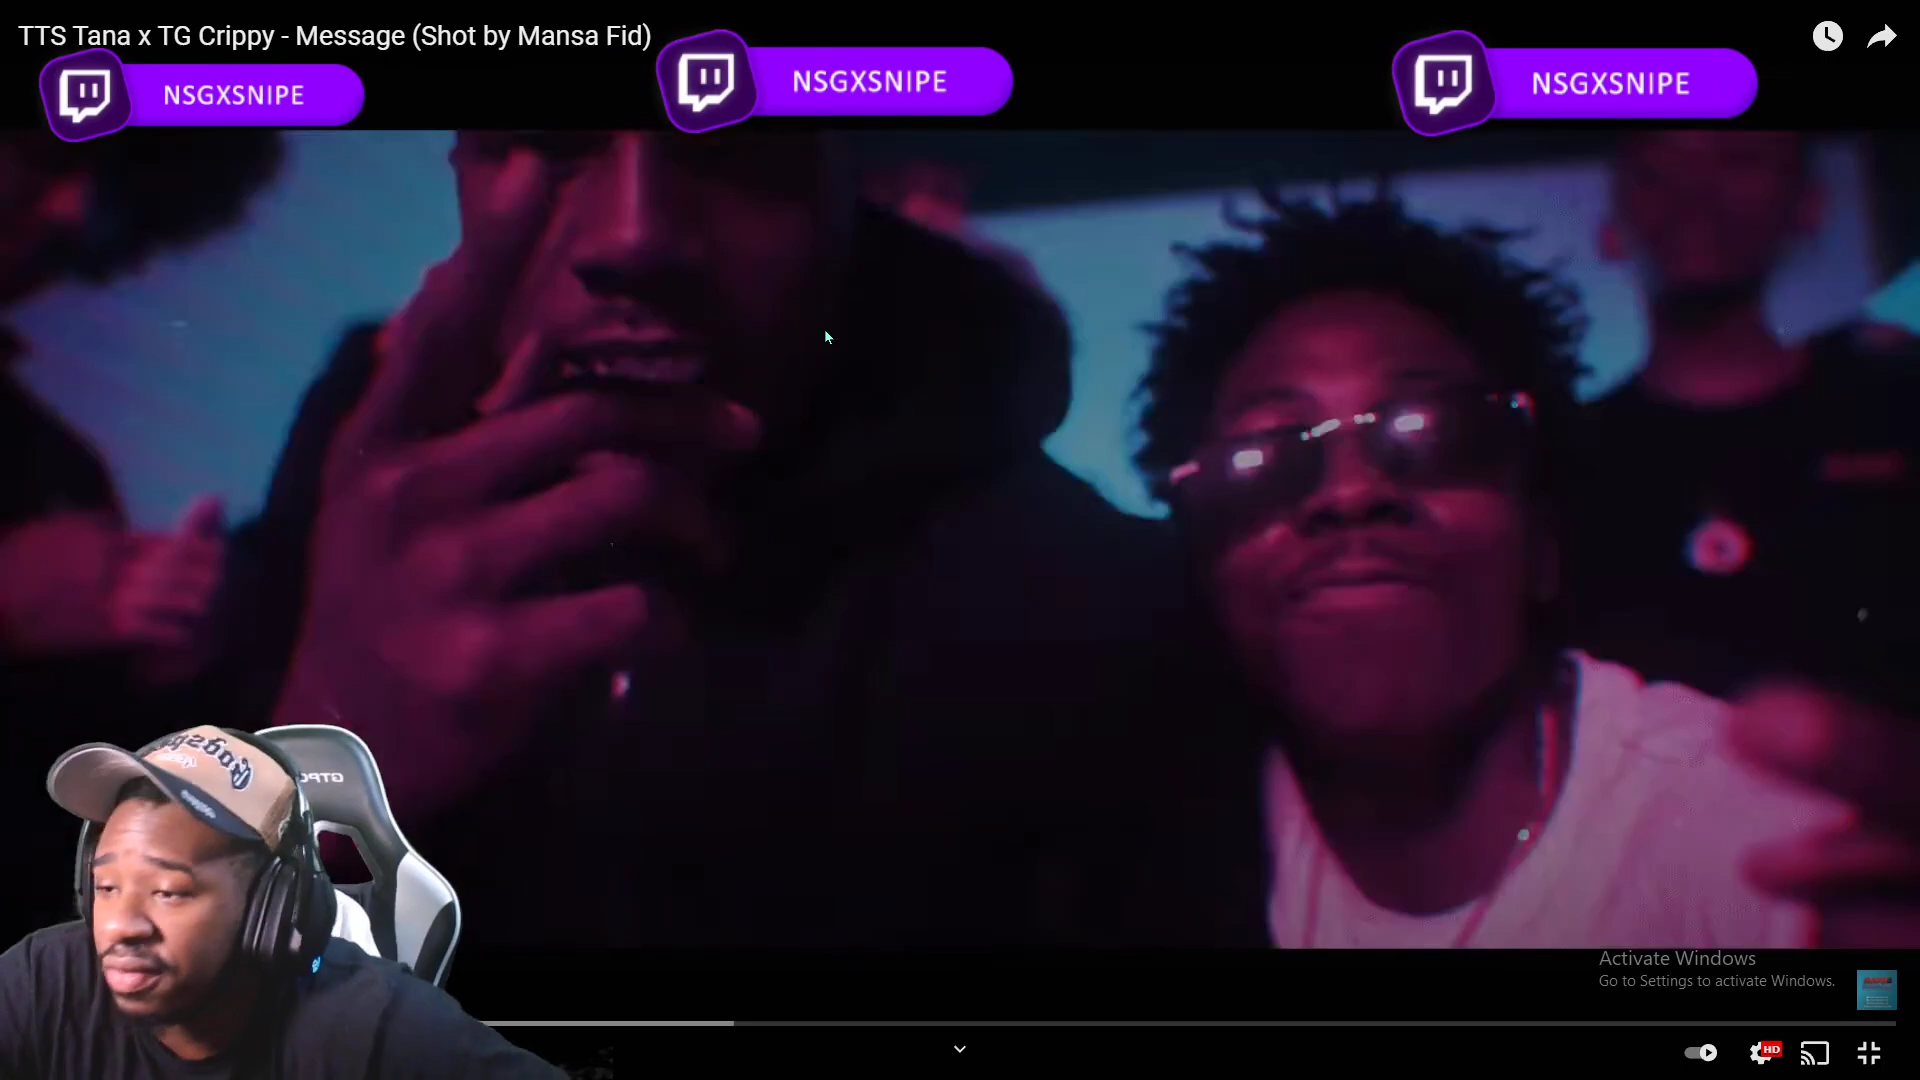 TTS Tana x TG Crippy - Message (Shot by Mansa Fid)
NSGXSNIPE
NSGXSNIPE
NSGXSNIPE
Activate Windows
Go to Settings to activate Windows.
HD